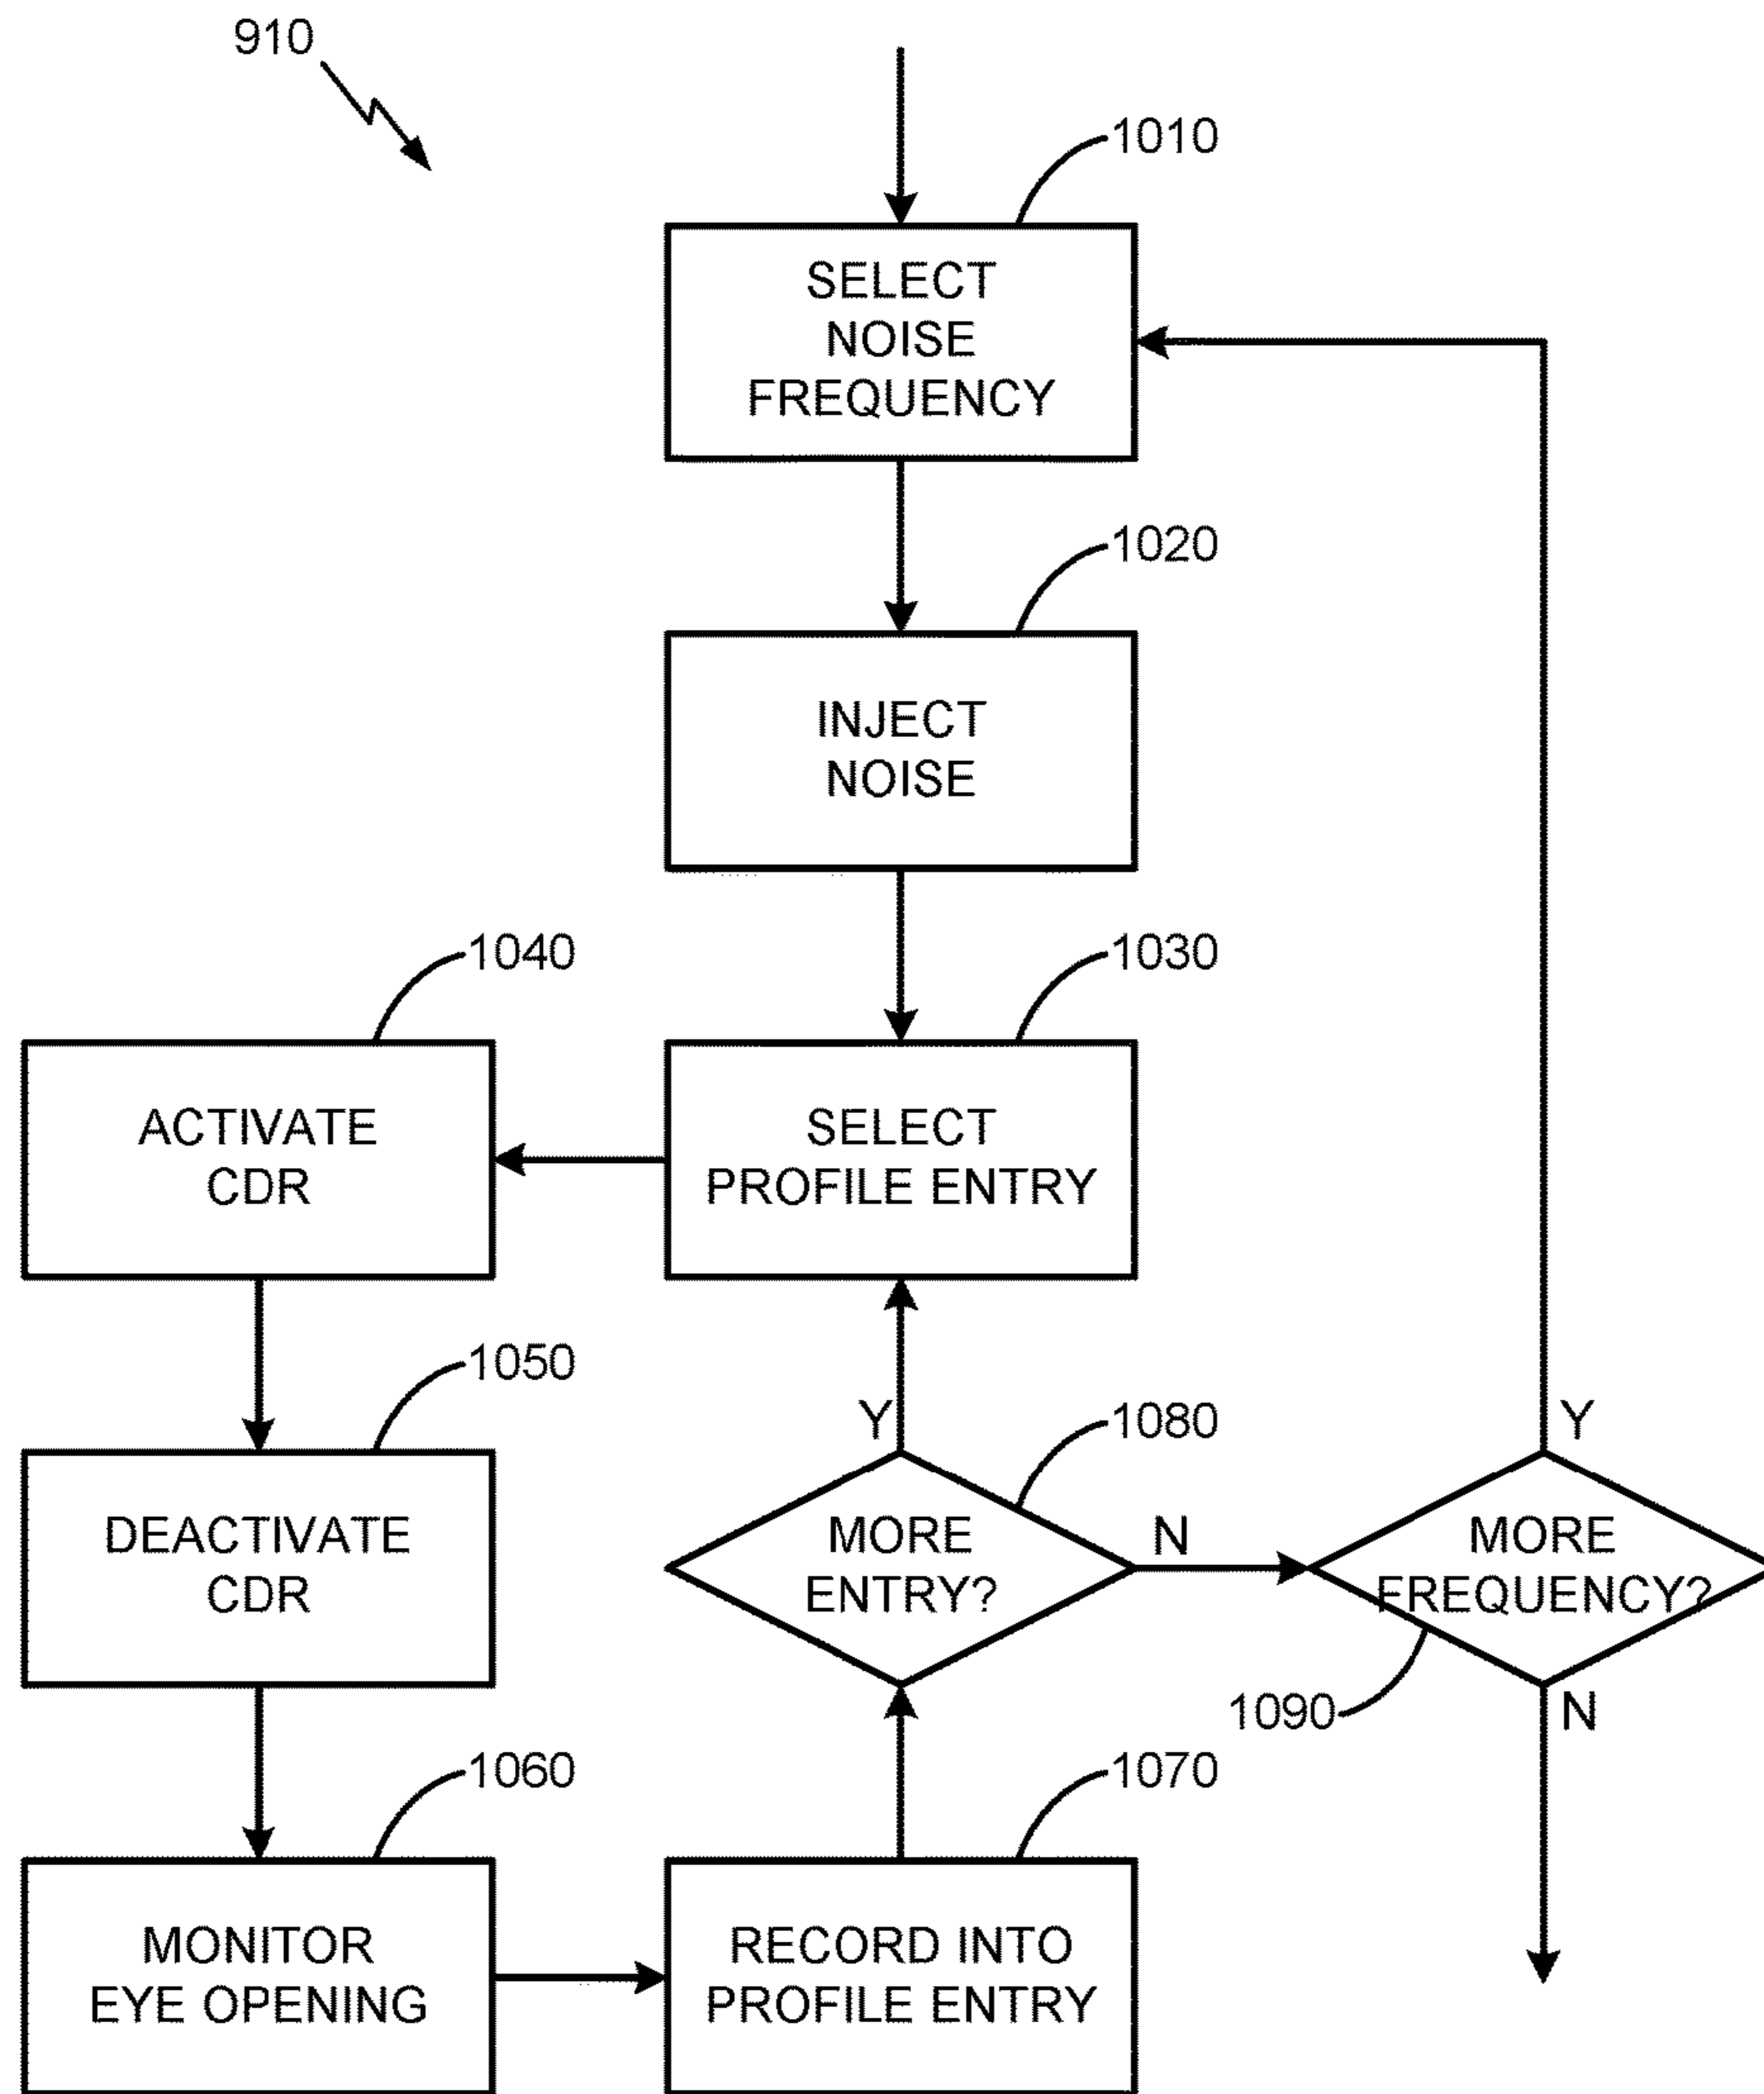 910
1010
SELECT
NOISE
FREQUENCY
1020
INJECT
NOISE
1040
1030
ACTIVATE
CDR
SELECT
PROFILE ENTRY
1050
Y
1080
Y
DEACTIVATE
CDR
MORE
ENTRY?
N
MORE
FREQUENCY?
1090
N
1060
1070
MONITOR
EYE OPENING
RECORD INTO
PROFILE ENTRY